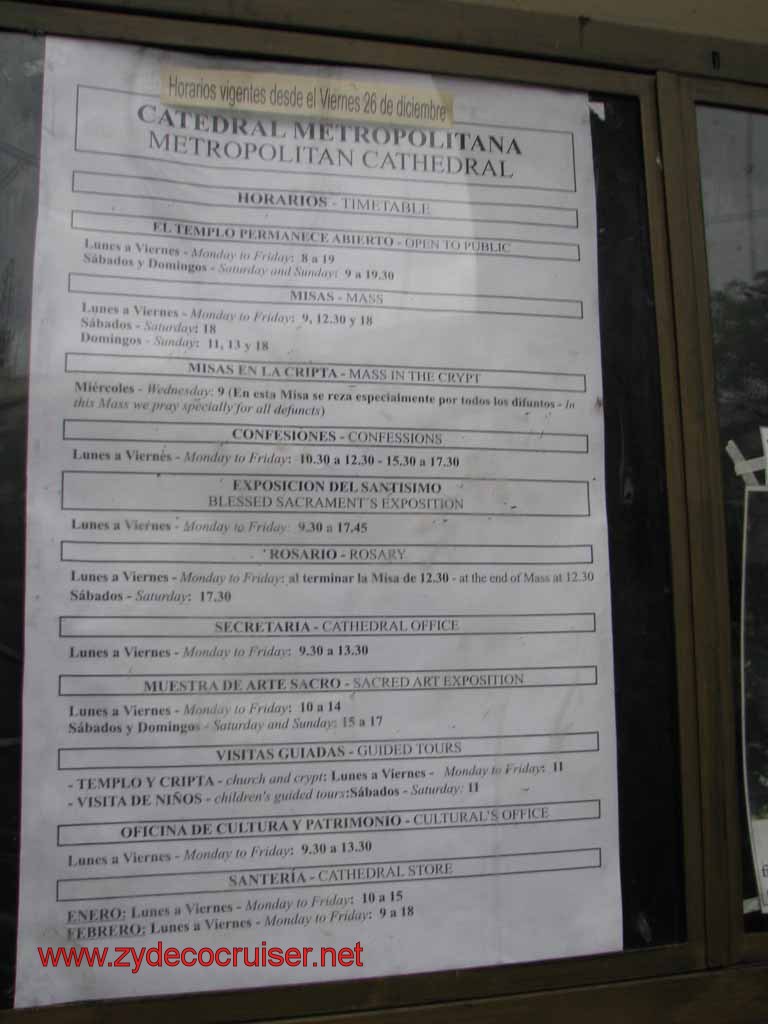 Horarios vigentes desde el Viernes 26 de diciembre
CATEDRAL METROPOLITANA
METROPOLITAN CATHEDRAL
HORARIOS - TIMETABLE
EL TEMPLO PERMANECE ABIERTO - OPEN TO PUBLIC
Lunes a Viernes - Monday to Friday: 8 a 19
Sábados y Domingos - Saturday and Sunday: 9 a 19.30
MISAS - MASS
Lunes a Viernes - Monday to Friday: 9, 12.30 y 18
Sábados - Saturday: 18
Domingos - Sunday: 11, 13 y 18
MISAS EN LA CRIPTA - MASS IN THE CRYPT
Miércoles - Wednesday: 9 (En esta Misa se reza especialmente por todos los difuntos - In
this Mass we pray specially for all defuncts)
CONFESIONES - CONFESSIONS
Lunes a Viernes - Monday to Friday: 10.30 a 12.30 - 15.30 a 17.30
EXPOSICION DEL SANTISIMO
BLESSED SACRAMENT´S EXPOSITION
Lunes a Viernes - Monday to Friday: 9.30 a 17.45
ROSARIO - ROSARY
Lunes a Viernes - Monday to Friday: al terminar la Misa de 12.30 - at the end of Mass at 12.30
Sábados - Saturday: 17.30
SECRETARIA - CATHEDRAL OFFICE
Lunes a Viernes - Monday to Friday: 9.30 a 13.30
MUESTRA DE ARTE SACRO - SACRED ART EXPOSITION
Lunes a Viernes - Monday to Friday: 10 a 14
Sábados y Domingos - Saturday and Sunday: 15 a 17
VISITAS GUIADAS - GUIDED TOURS
- TEMPLO Y CRIPTA - church and crypt: Lunes a Viernes - Monday to Friday: 11
- VISITA DE NIÑOS - children's guided tours:Sábados - Saturday: 11
OFICINA DE CULTURA Y PATRIMONIO - CULTURAL'S OFFICE
Lunes a Viernes - Monday to Friday: 9.30 a 13.30
SANTERÍA - CATHEDRAL STORE
ENERO: Lunes a Viernes - Monday to Friday: 10 a 15
FEBRERO: Lunes a Viernes - Monday to Friday: 9 a 18
www.zydecocruiser.net